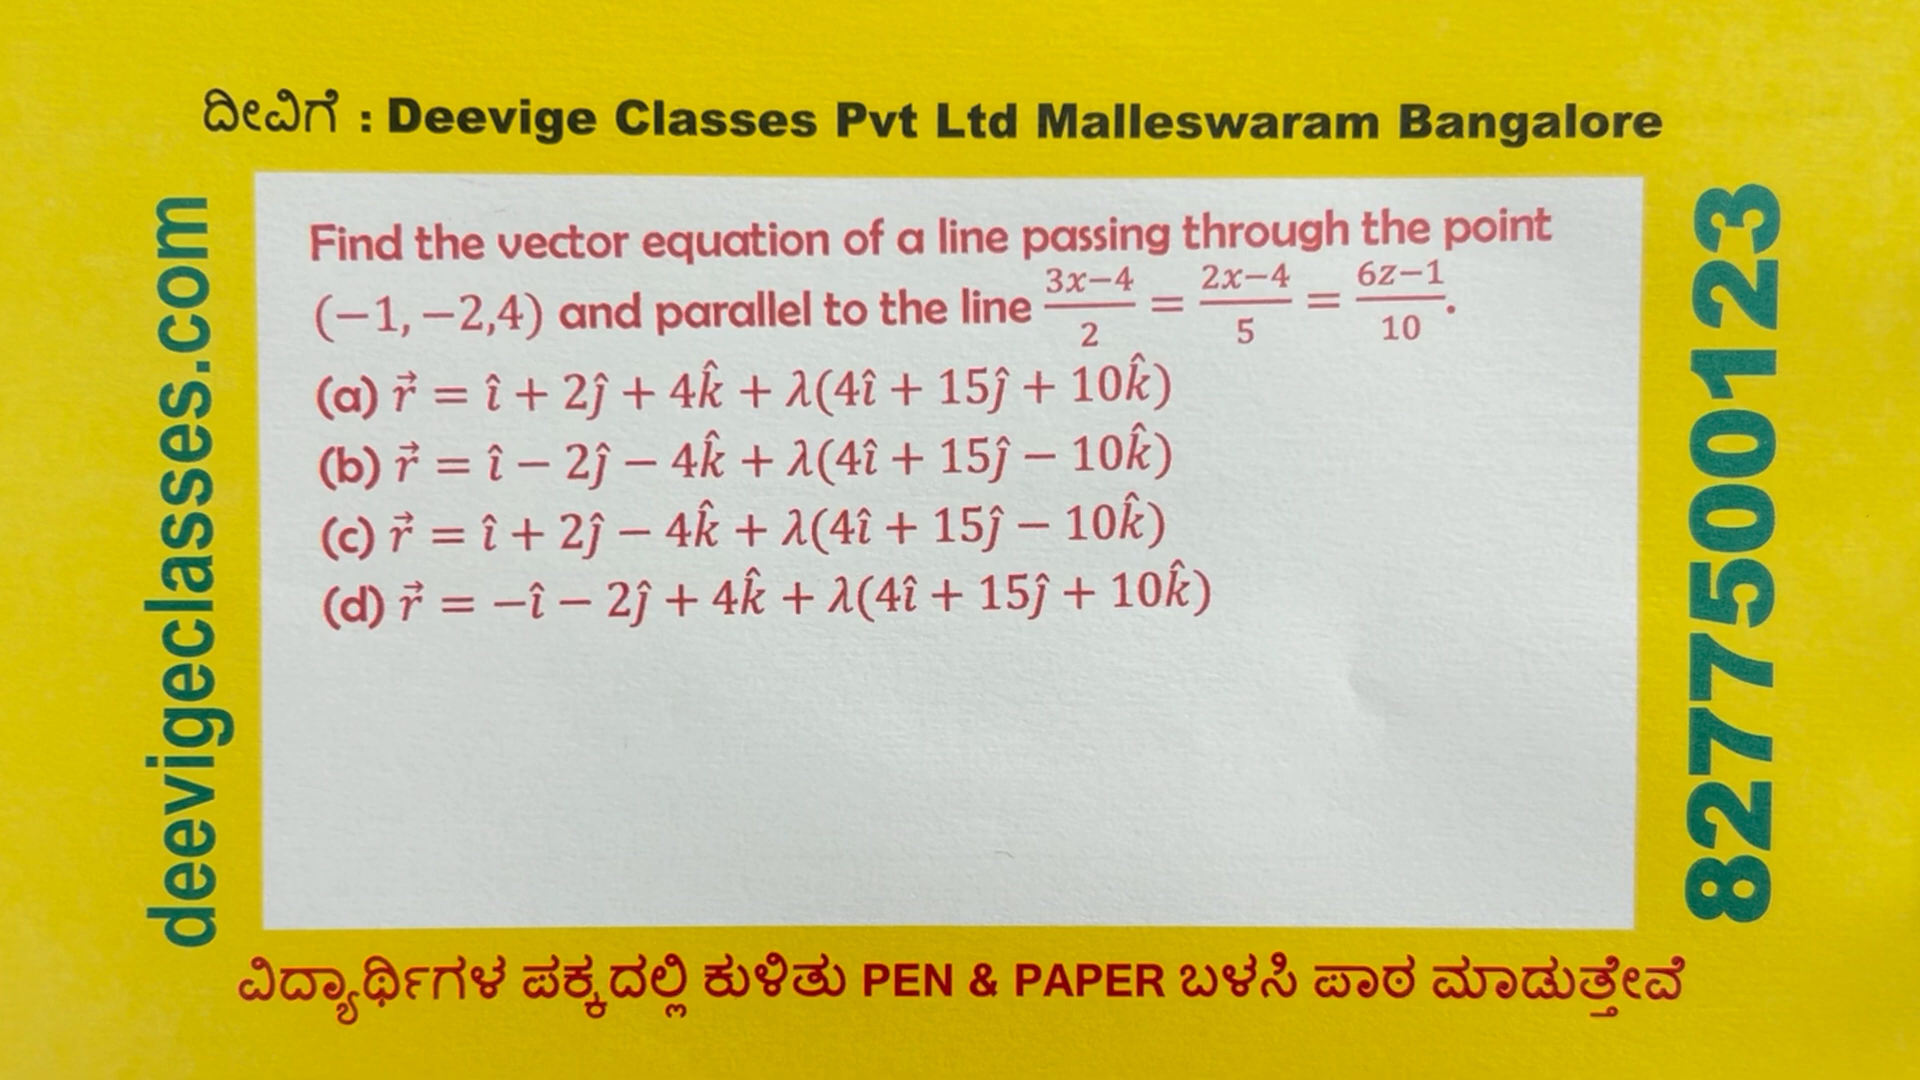 ದೀವಿಗೆ : Deevige Classes Pvt Ltd Malleswaram Bangalore
deevigeclasses.com
Find the vector equation of a line passing through the point
(−1, −2,4) and parallel to the line (3x−4)/2 = (2x−4)/5 = (6z−1)/10.
(a) r⃗ = î + 2ĵ + 4k̂ + λ(4î + 15ĵ + 10k̂)
(b) r⃗ = î − 2ĵ − 4k̂ + λ(4î + 15ĵ − 10k̂)
(c) r⃗ = î + 2ĵ − 4k̂ + λ(4î + 15ĵ − 10k̂)
(d) r⃗ = −î − 2ĵ + 4k̂ + λ(4î + 15ĵ + 10k̂)
8277500123
ವಿದ್ಯಾರ್ಥಿಗಳ ಪಕ್ಕದಲ್ಲಿ ಕುಳಿತು PEN & PAPER ಬಳಸಿ ಪಾಠ ಮಾಡುತ್ತೇವೆ